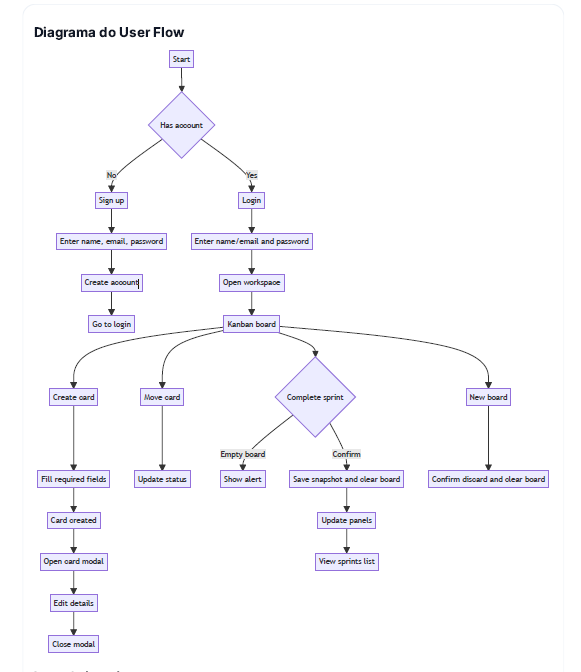 Diagrama do User Flow
Start
Has account
No
Yes
Sign up
Login
Enter name, email, password
Enter name/email and password
Create account
Open workspace
Go to login
Kanban board
Create card
Move card
Complete sprint
New board
Empty board
Confirm
Fill required fields
Update status
Show alert
Save snapshot and clear board
Confirm discard and clear board
Card created
Update panels
Open card modal
View sprints list
Edit details
Close modal